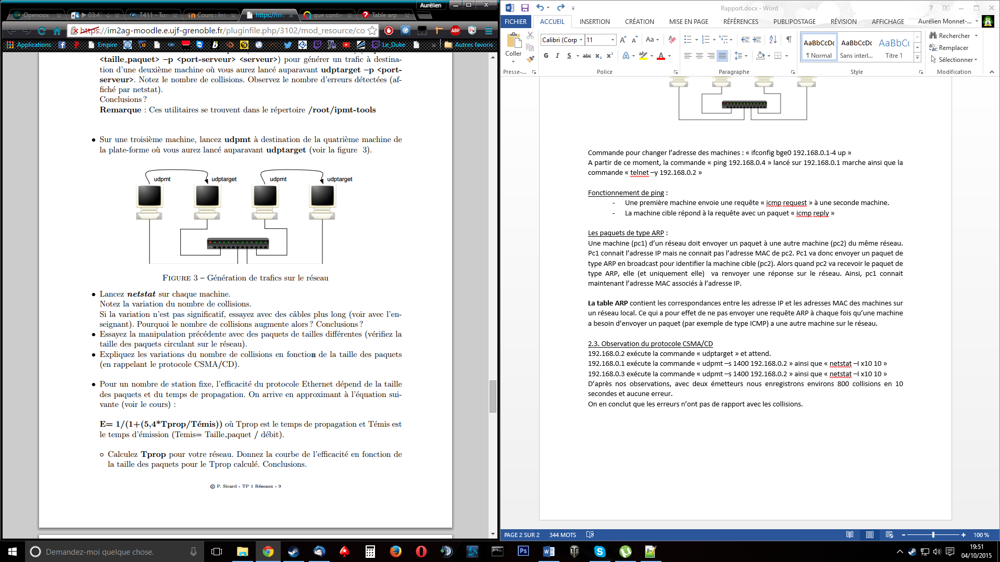 Aurélien
Openoox
03:47
T411 - Tor
Cours : Int
https://im2
que contie
Table arp
https://im2ag-moodle.e.ujf-grenoble.fr/pluginfile.php/3102/mod_resource/co
ABP
Applications
Empire
Le_Duke
»
Autres favoris
<taille_paquet> –p <port-serveur> <serveur>) pour générer un trafic à destina-
tion d'une deuxième machine où vous aurez lancé auparavant udptarget –p <port-
serveur>. Notez le nombre de collisions. Observez le nombre d'erreurs détectées (af-
fiché par netstat).
Conclusions ?
Remarque : Ces utilitaires se trouvent dans le répertoire /root/ipmt-tools
• Sur une troisième machine, lancez udpmt à destination de la quatrième machine de
la plate-forme où vous aurez lancé auparavant udptarget (voir la figure 3).
udpmt
udptarget
udpmt
udptarget
Figure 3 – Génération de trafics sur le réseau
• Lancez netstat sur chaque machine.
Notez la variation du nombre de collisions.
Si la variation n'est pas significatif, essayez avec des câbles plus long (voir avec l'en-
seignant). Pourquoi le nombre de collisions augmente alors ? Conclusions ?
• Essayez la manipulation précédente avec des paquets de tailles différentes (vérifiez la
taille des paquets circulant sur le réseau).
• Expliquez les variations du nombre de collisions en fonction de la taille des paquets
(en rappelant le protocole CSMA/CD).
• Pour un nombre de station fixe, l'efficacité du protocole Ethernet dépend de la taille
des paquets et du temps de propagation. On arrive en approximant à l'équation sui-
vante (voir le cours) :
E= 1/(1+(5,4*Tprop/Témis)) où Tprop est le temps de propagation et Témis est
le temps d'émission (Temis= Taille_paquet / débit).
◦ Calculez Tprop pour votre réseau. Donnez la courbe de l'efficacité en fonction de
la taille des paquets pour le Tprop calculé. Conclusions.
© P. Sicard - TP 1 Réseaux - 9
Rapport.docx - Word
FICHIER
ACCUEIL
INSERTION
CRÉATION
MISE EN PAGE
RÉFÉRENCES
PUBLIPOSTAGE
RÉVISION
AFFICHAGE
Aurélien Monnet-...
Coller
Calibri (Corp
11
G I S abc x₂ x²
AaBbCcDc
AaBbCcDc
AaBbCc
¶ Normal
Sans interl...
Titre 1
Rechercher
Remplacer
Sélectionner
Presse-...
Police
Paragraphe
Style
Modification
Commande pour changer l'adresse des machines : « ifconfig bge0 192.168.0.1-4 up »
A partir de ce moment, la commande « ping 192.168.0.4 » lancé sur 192.168.0.1 marche ainsi que la
commande « telnet –y 192.168.0.2 »
Fonctionnement de ping :
- Une première machine envoie une requête « icmp request » à une seconde machine.
- La machine cible répond à la requête avec un paquet « icmp reply »
Les paquets de type ARP :
Une machine (pc1) d'un réseau doit envoyer un paquet à une autre machine (pc2) du même réseau.
Pc1 connait l'adresse IP mais ne connait pas l'adresse MAC de pc2. Pc1 va donc envoyer un paquet de
type ARP en broadcast pour identifier la machine cible (pc2). Alors quand pc2 va recevoir le paquet de
type ARP, elle (et uniquement elle) va renvoyer une réponse sur le réseau. Ainsi, pc1 connait
maintenant l'adresse MAC associés à l'adresse IP.
La table ARP contient les correspondances entre les adresse IP et les adresses MAC des machines sur
un réseau local. Ce qui a pour effet de ne pas envoyer une requête ARP à chaque fois qu'une machine
a besoin d'envoyer un paquet (par exemple de type ICMP) a une autre machine sur le réseau.
2.3. Observation du protocole CSMA/CD
192.168.0.2 exécute la commande « udptarget » et attend.
192.168.0.1 exécute la commande « udpmt –s 1400 192.168.0.2 » ainsi que « netstat –I x10 10 »
192.168.0.3 exécute la commande « udpmt –s 1400 192.168.0.2 » ainsi que « netstat –I x10 10 »
D'après nos observations, avec deux émetteurs nous enregistrons environs 800 collisions en 10
secondes et aucune erreur.
On en conclut que les erreurs n'ont pas de rapport avec les collisions.
PAGE 2 SUR 2
344 MOTS
100 %
Demandez-moi quelque chose.
19:51
04/10/2015